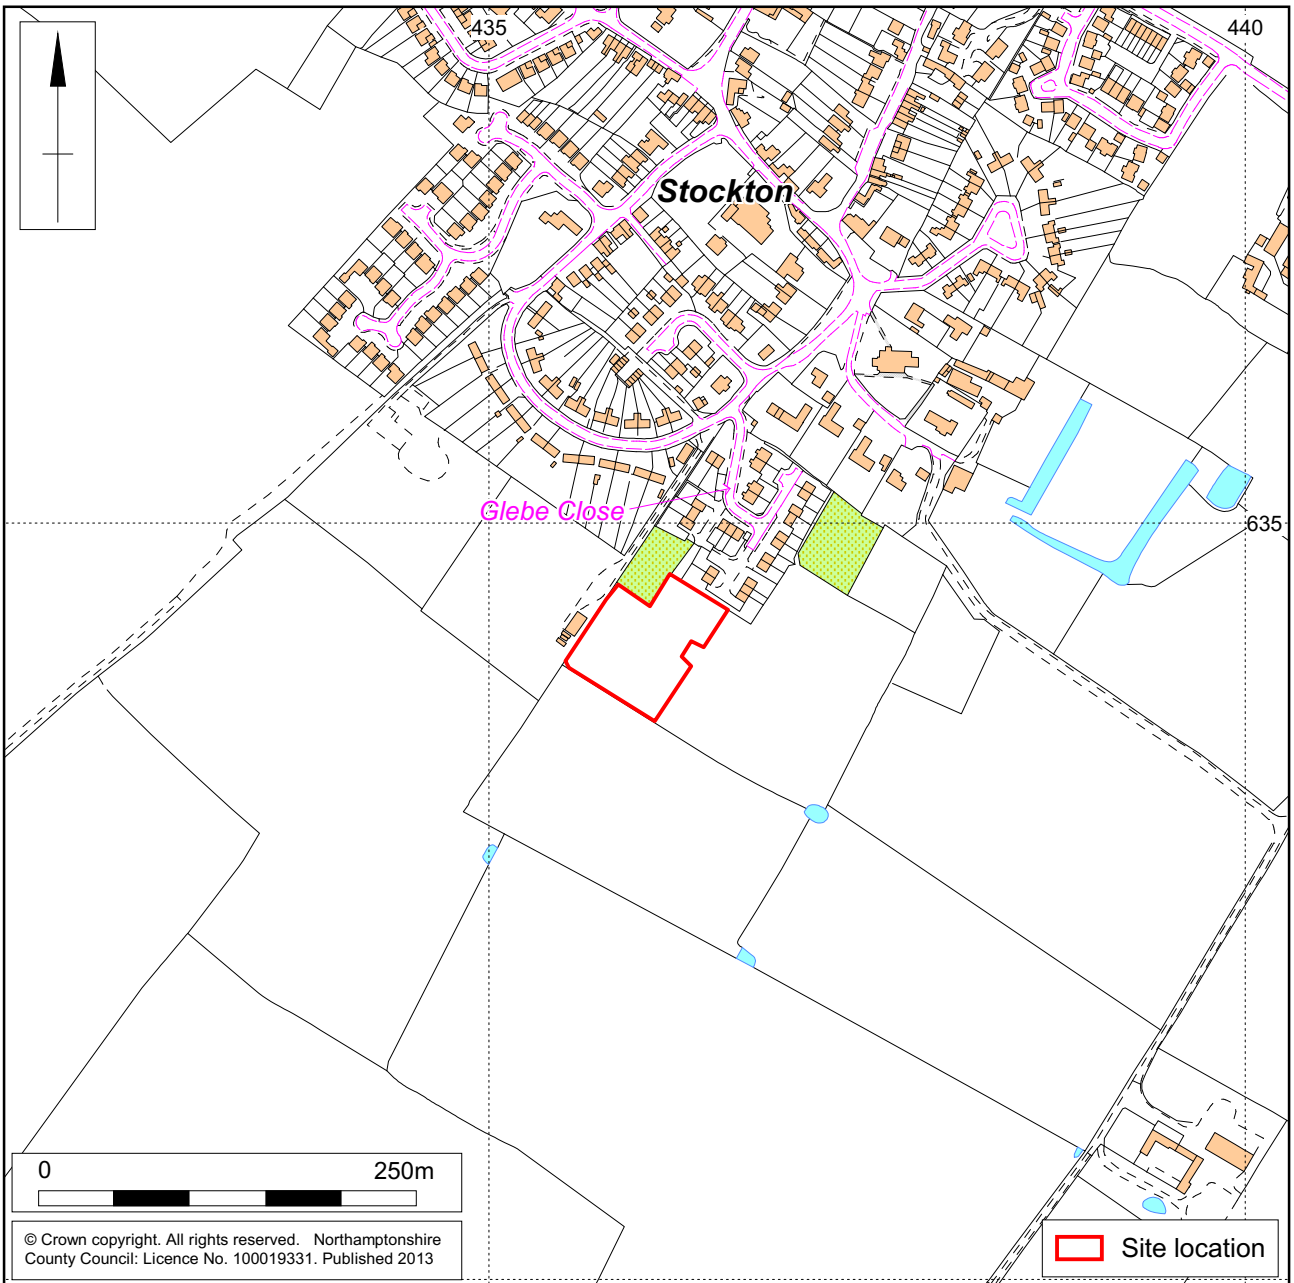 435
440
Stockton
Glebe Close
635
0 250m
© Crown copyright. All rights reserved. Northamptonshire
County Council: Licence No. 100019331. Published 2013
Site location